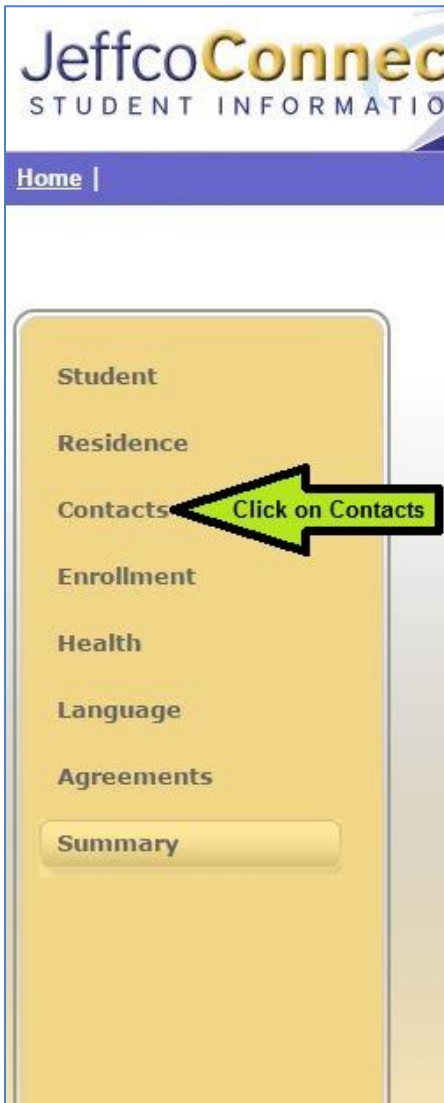 JeffcoConnec
STUDENT INFORMATIO
Home |
Student
Residence
Contacts Click on Contacts
Enrollment
Health
Language
Agreements
Summary